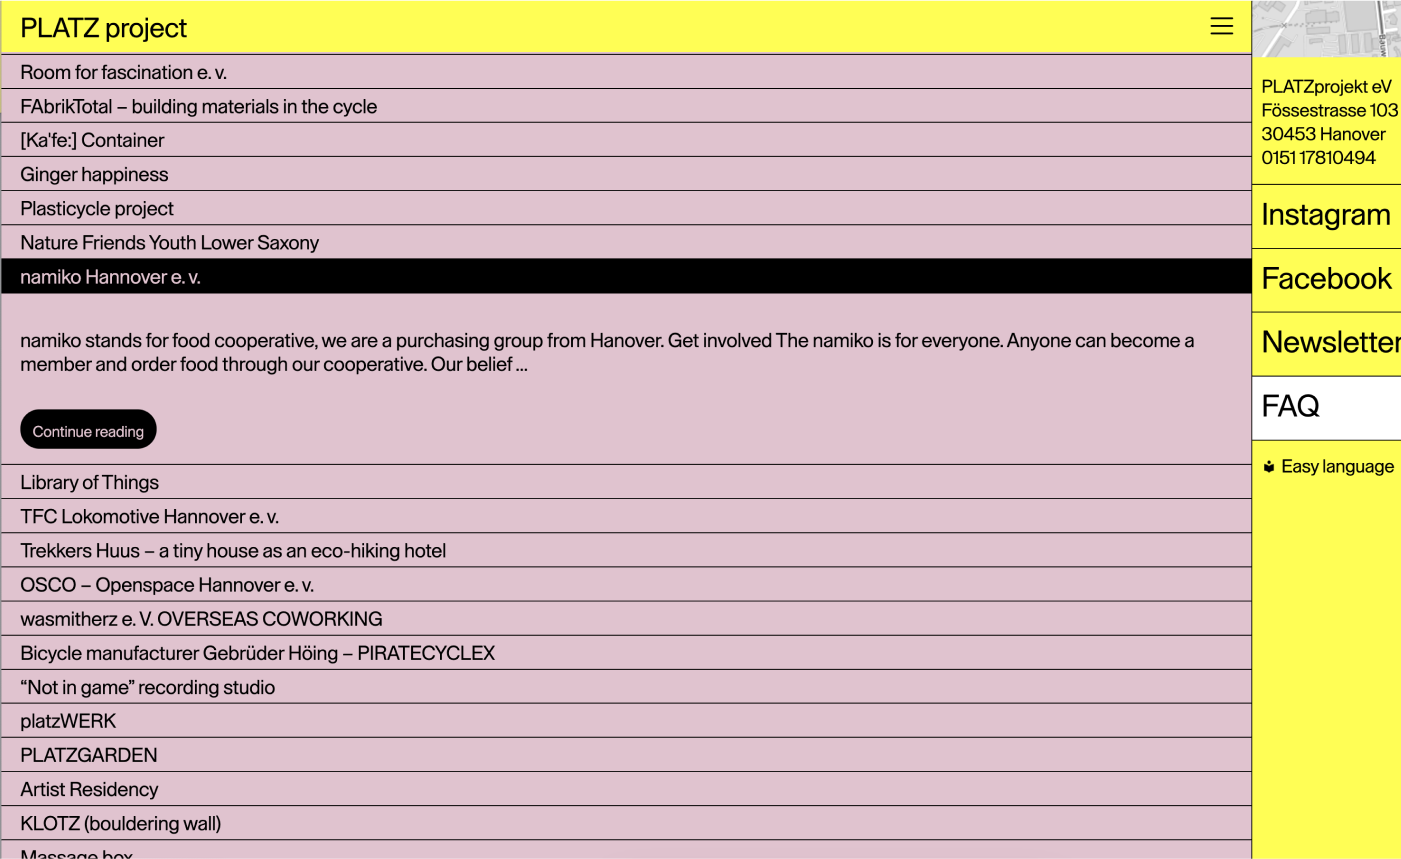 PLATZ project
Room for fascination e. v.
FAbrikTotal – building materials in the cycle
[Ka'fe:] Container
Ginger happiness
Plasticycle project
Nature Friends Youth Lower Saxony
namiko Hannover e. v.
namiko stands for food cooperative, we are a purchasing group from Hanover. Get involved The namiko is for everyone. Anyone can become a
member and order food through our cooperative. Our belief ...
Continue reading
Library of Things
TFC Lokomotive Hannover e. v.
Trekkers Huus – a tiny house as an eco-hiking hotel
OSCO – Openspace Hannover e. v.
wasmitherz e. V. OVERSEAS COWORKING
Bicycle manufacturer Gebrüder Höing – PIRATECYCLEX
“Not in game” recording studio
platzWERK
PLATZGARDEN
Artist Residency
KLOTZ (bouldering wall)
Massage box
PLATZprojekt eV
Fössestrasse 103
30453 Hanover
0151 17810494
Instagram
Facebook
Newsletter
FAQ
Easy language